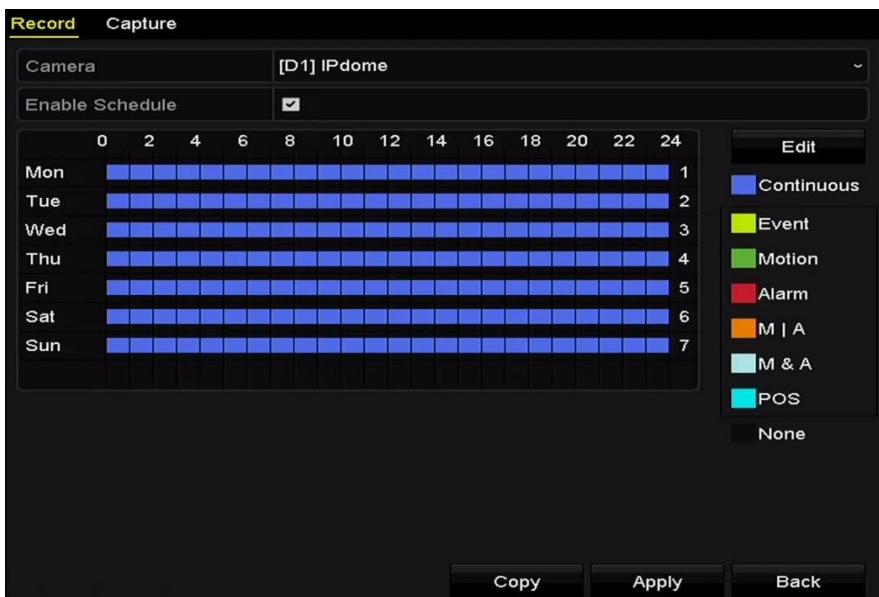 Record Capture
Camera [D1] IPdome
Enable Schedule
0 2 4 6 8 10 12 14 16 18 20 22 24
Edit
Mon 1
Continuous
Tue 2
Wed 3
Event
Thu 4
Motion
Fri 5
Alarm
Sat 6
M | A
Sun 7
M & A
POS
None
Copy Apply Back